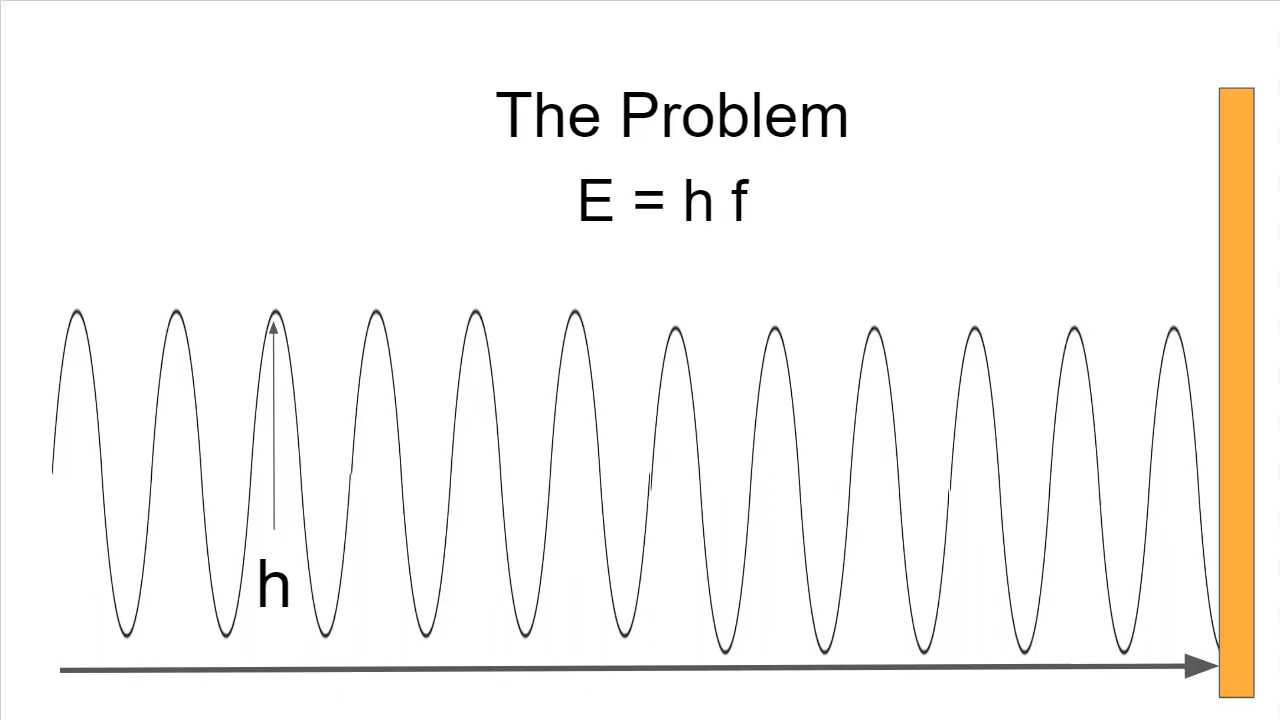 The Problem
E = h f
h